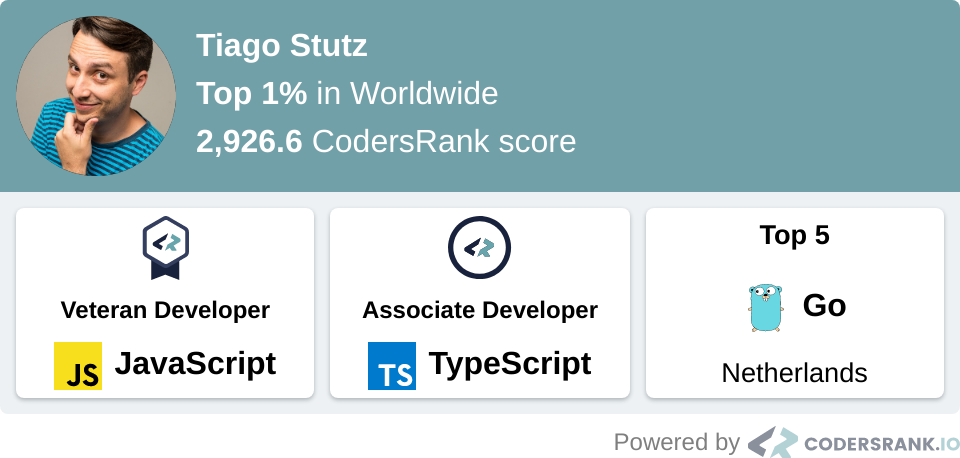 Tiago Stutz
Top 1% in Worldwide
2,926.6 CodersRank score
Veteran Developer
JS JavaScript
Associate Developer
TS TypeScript
Top 5
Go
Netherlands
Powered by CODERSRANK.IO